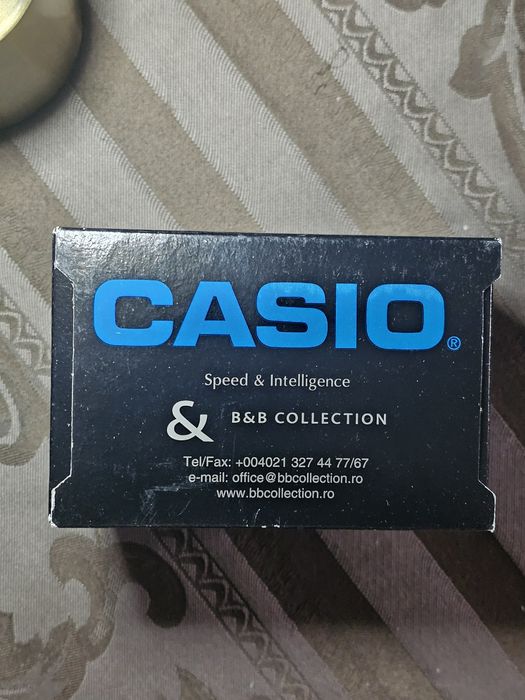 CASIO®
Speed & Intelligence
& B&B COLLECTION
Tel/Fax: +004021 327 44 77/67
e-mail: office@bbcollection.ro
www.bbcollection.ro